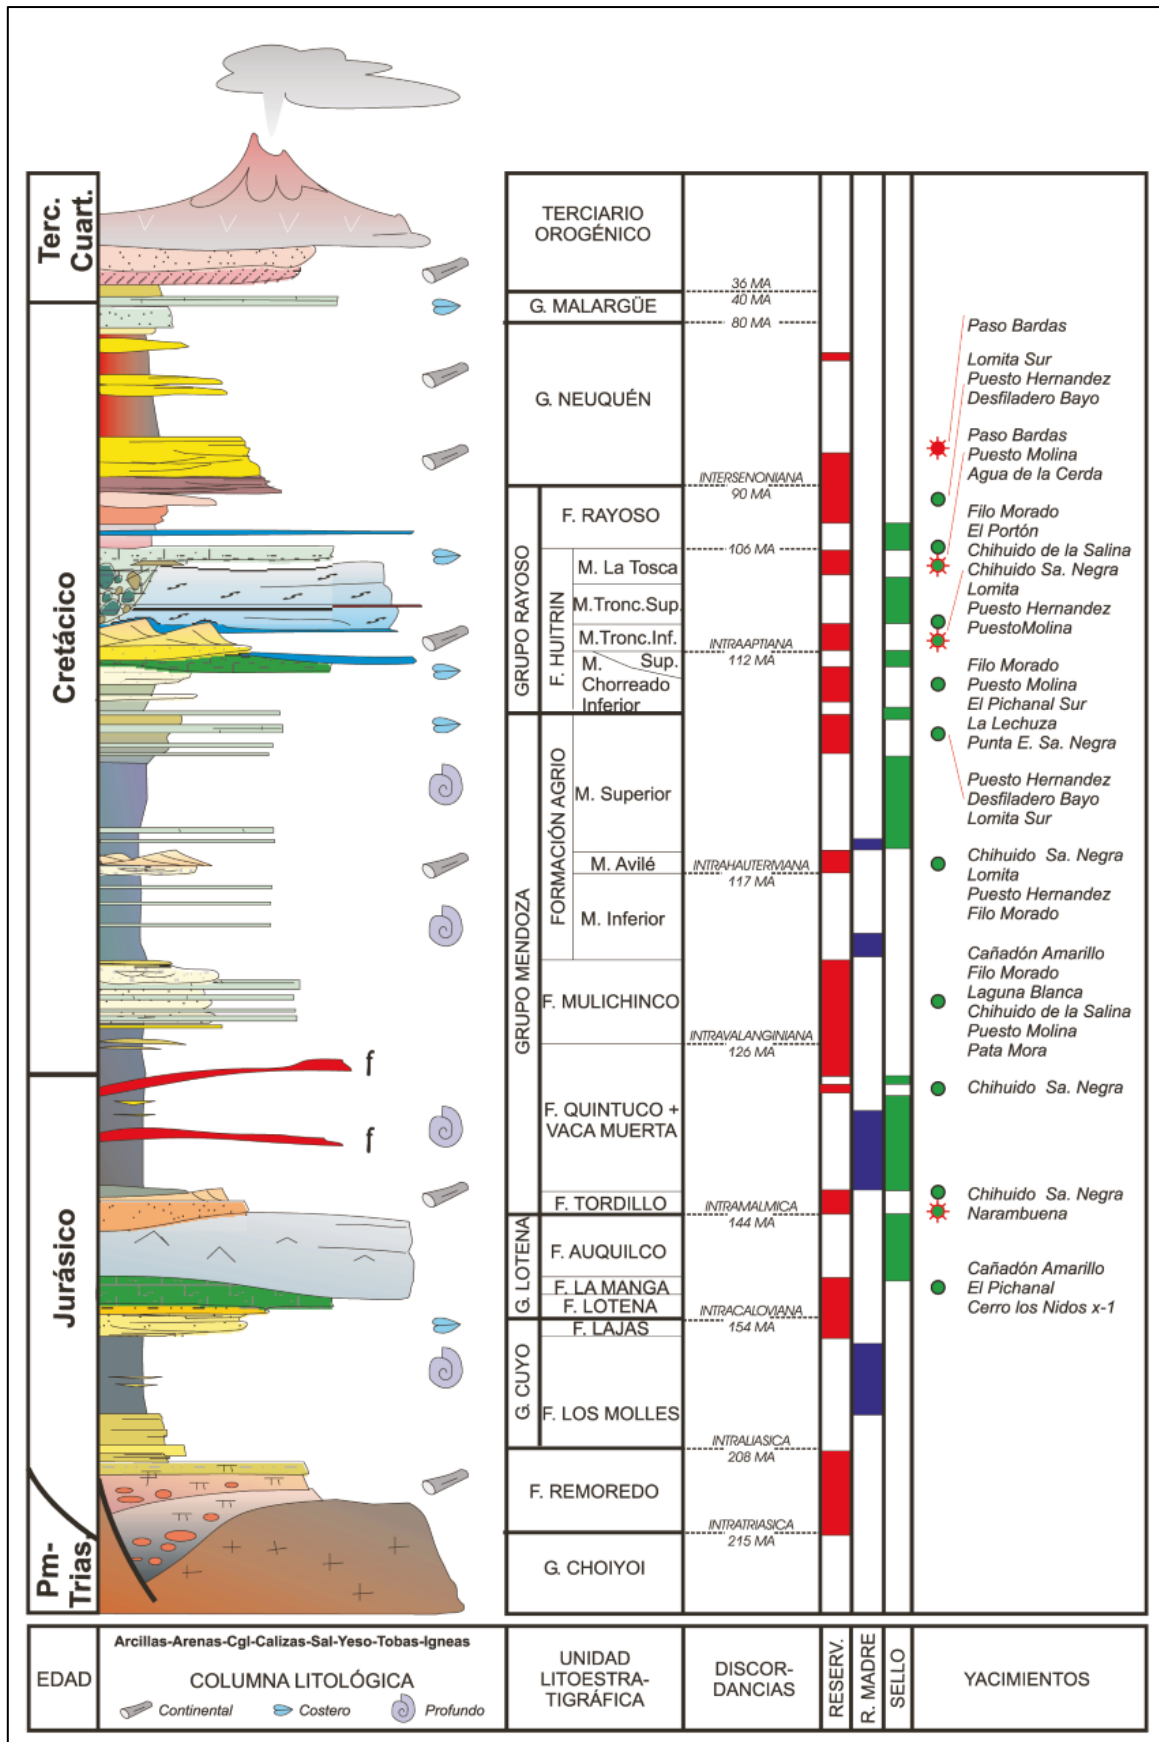 Terc.
Cuart.
Cretácico
Jurásico
Pm-
Trias.
f
f
TERCIARIO
OROGÉNICO
G. MALARGÜE
G. NEUQUÉN
GRUPO RAYOSO
F. RAYOSO
F. HUITRIN
M. La Tosca
M.Tronc.Sup.
M.Tronc.Inf.
M. Sup.
Chorreado
Inferior
GRUPO MENDOZA
FORMACIÓN AGRIO
M. Superior
M. Avilé
M. Inferior
F. MULICHINCO
F. QUINTUCO +
VACA MUERTA
F. TORDILLO
G. LOTENA
F. AUQUILCO
F. LA MANGA
F. LOTENA
G. CUYO
F. LAJAS
F. LOS MOLLES
F. REMOREDO
G. CHOIYOI
36 MA
40 MA
80 MA
INTERSENONIANA
90 MA
106 MA
INTRAAPTIANA
112 MA
INTRAHAUTERIVIANA
117 MA
INTRAVALANGINIANA
126 MA
INTRAMALMICA
144 MA
INTRACALOVIANA
154 MA
INTRALIASICA
208 MA
INTRATRIASICA
215 MA
Paso Bardas
Lomita Sur
Puesto Hernandez
Desfiladero Bayo
Paso Bardas
Puesto Molina
Agua de la Cerda
Filo Morado
El Portón
Chihuido de la Salina
Chihuido Sa. Negra
Lomita
Puesto Hernandez
PuestoMolina
Filo Morado
Puesto Molina
El Pichanal Sur
La Lechuza
Punta E. Sa. Negra
Puesto Hernandez
Desfiladero Bayo
Lomita Sur
Chihuido Sa. Negra
Lomita
Puesto Hernandez
Filo Morado
Cañadón Amarillo
Filo Morado
Laguna Blanca
Chihuido de la Salina
Puesto Molina
Pata Mora
Chihuido Sa. Negra
Chihuido Sa. Negra
Narambuena
Cañadón Amarillo
El Pichanal
Cerro los Nidos x-1
EDAD
Arcillas-Arenas-Cgl-Calizas-Sal-Yeso-Tobas-Igneas
COLUMNA LITOLÓGICA
Continental
Costero
Profundo
UNIDAD
LITOESTRA-
TIGRÁFICA
DISCOR-
DANCIAS
RESERV.
R. MADRE
SELLO
YACIMIENTOS